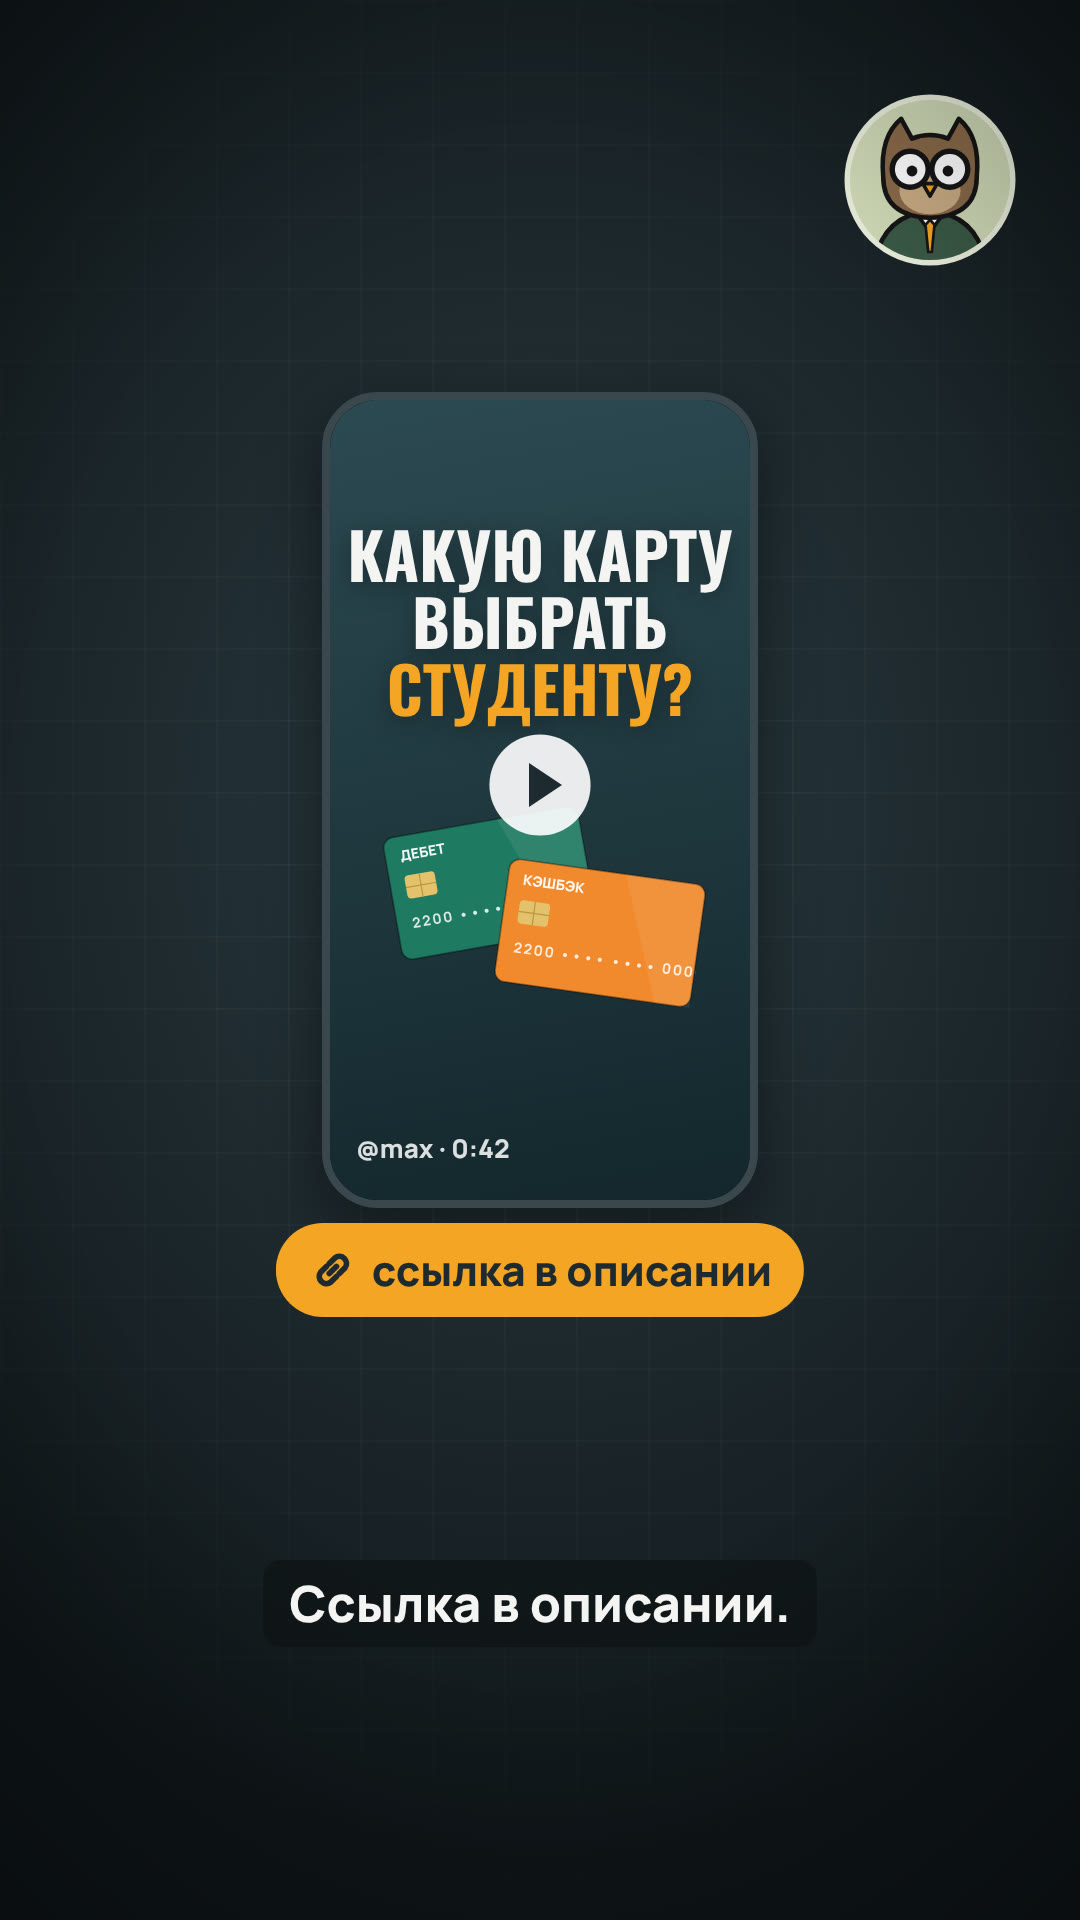 КАКУЮ КАРТУ
ВЫБРАТЬ
СТУДЕНТУ?
ДЕБЕТ
2200 ••••
КЭШБЭК
2200 •••• •••• 000
@max · 0:42
ссылка в описании
Ссылка в описании.